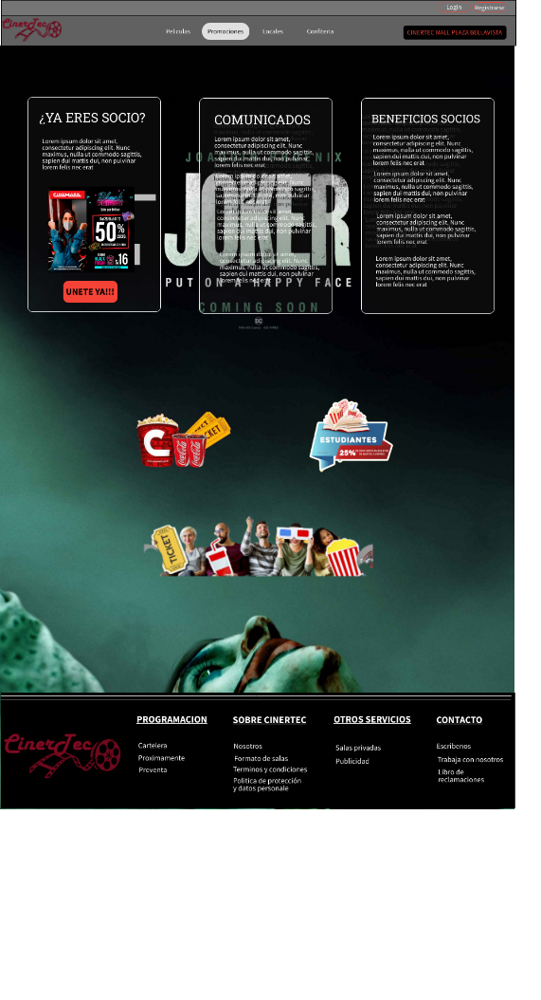 Login
Registrarse
CinerTec
Peliculas
Promociones
Locales
Confiteria
CINERTEC MALL PLAZA BELLAVISTA
¿YA ERES SOCIO?
Lorem ipsum dolor sit amet,
consectetur adipiscing elit. Nunc
maximus, nulla ut commodo sagittis,
sapien dui mattis dui, non pulvinar
lorem felis nec erat
CINEMARK
50%
$16
UNETE YA!!!
COMUNICADOS
Lorem ipsum dolor sit amet,
consectetur adipiscing elit. Nunc
maximus, nulla ut commodo sagittis,
sapien dui mattis dui, non pulvinar
lorem felis nec erat
Lorem ipsum dolor sit amet,
consectetur adipiscing elit. Nunc
maximus, nulla ut commodo sagittis,
sapien dui mattis dui, non pulvinar
lorem felis nec erat
Lorem ipsum dolor sit amet,
consectetur adipiscing elit. Nunc
maximus, nulla ut commodo sagittis,
sapien dui mattis dui, non pulvinar
lorem felis nec erat
Lorem ipsum dolor sit amet,
consectetur adipiscing elit. Nunc
maximus, nulla ut commodo sagittis,
sapien dui mattis dui, non pulvinar
lorem felis nec erat
JOKER
PUT ON A HAPPY FACE
COMING SOON
DC
BENEFICIOS SOCIOS
Lorem ipsum dolor sit amet,
consectetur adipiscing elit. Nunc
maximus, nulla ut commodo sagittis,
sapien dui mattis dui, non pulvinar
lorem felis nec erat
Lorem ipsum dolor sit amet,
consectetur adipiscing elit. Nunc
maximus, nulla ut commodo sagittis,
sapien dui mattis dui, non pulvinar
lorem felis nec erat
Lorem ipsum dolor sit amet,
consectetur adipiscing elit. Nunc
maximus, nulla ut commodo sagittis,
sapien dui mattis dui, non pulvinar
lorem felis nec erat
Lorem ipsum dolor sit amet,
consectetur adipiscing elit. Nunc
maximus, nulla ut commodo sagittis,
sapien dui mattis dui, non pulvinar
lorem felis nec erat
C
TICKET
TICKET
Coca-Cola
Coca-Cola
ESTUDIANTES
25%
TICKET
CinerTec
PROGRAMACION
Cartelera
Proximamente
Preventa
SOBRE CINERTEC
Nosotros
Formato de salas
Terminos y condiciones
Politica de protección
y datos personale
OTROS SERVICIOS
Salas privadas
Publicidad
CONTACTO
Escribenos
Trabaja con nosotros
Libro de
reclamaciones